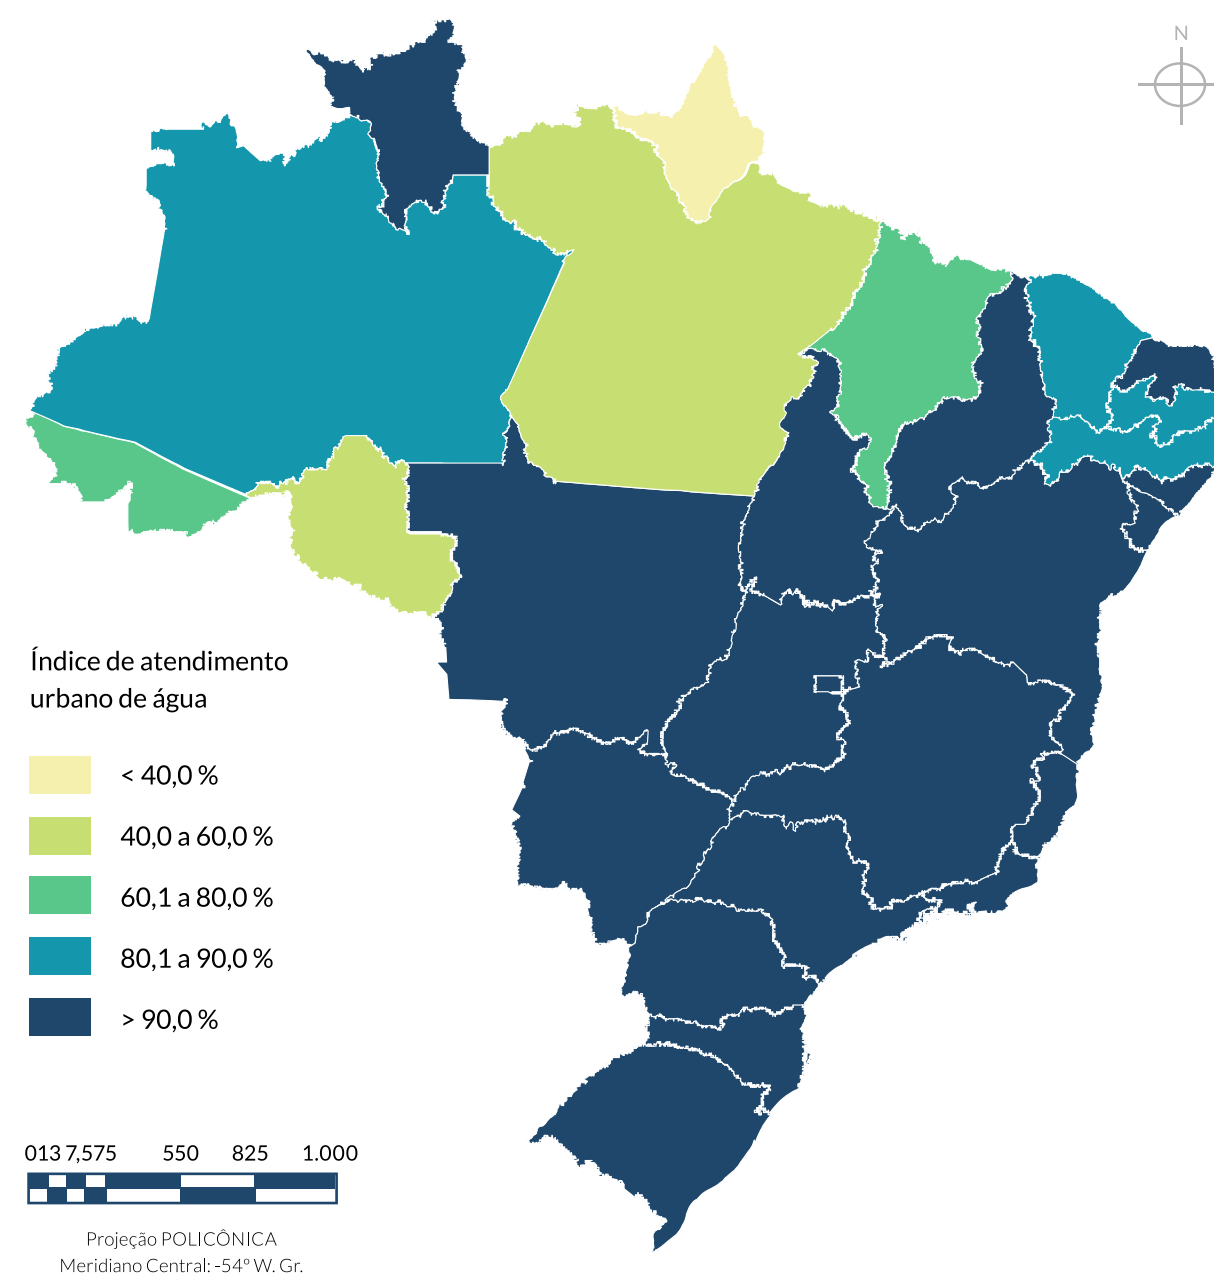 N
Índice de atendimento
urbano de água
< 40,0 %
40,0 a 60,0 %
60,1 a 80,0 %
80,1 a 90,0 %
> 90,0 %
013 7,575 550 825 1.000
Projeção POLICÔNICA
Meridiano Central: -54º W. Gr.